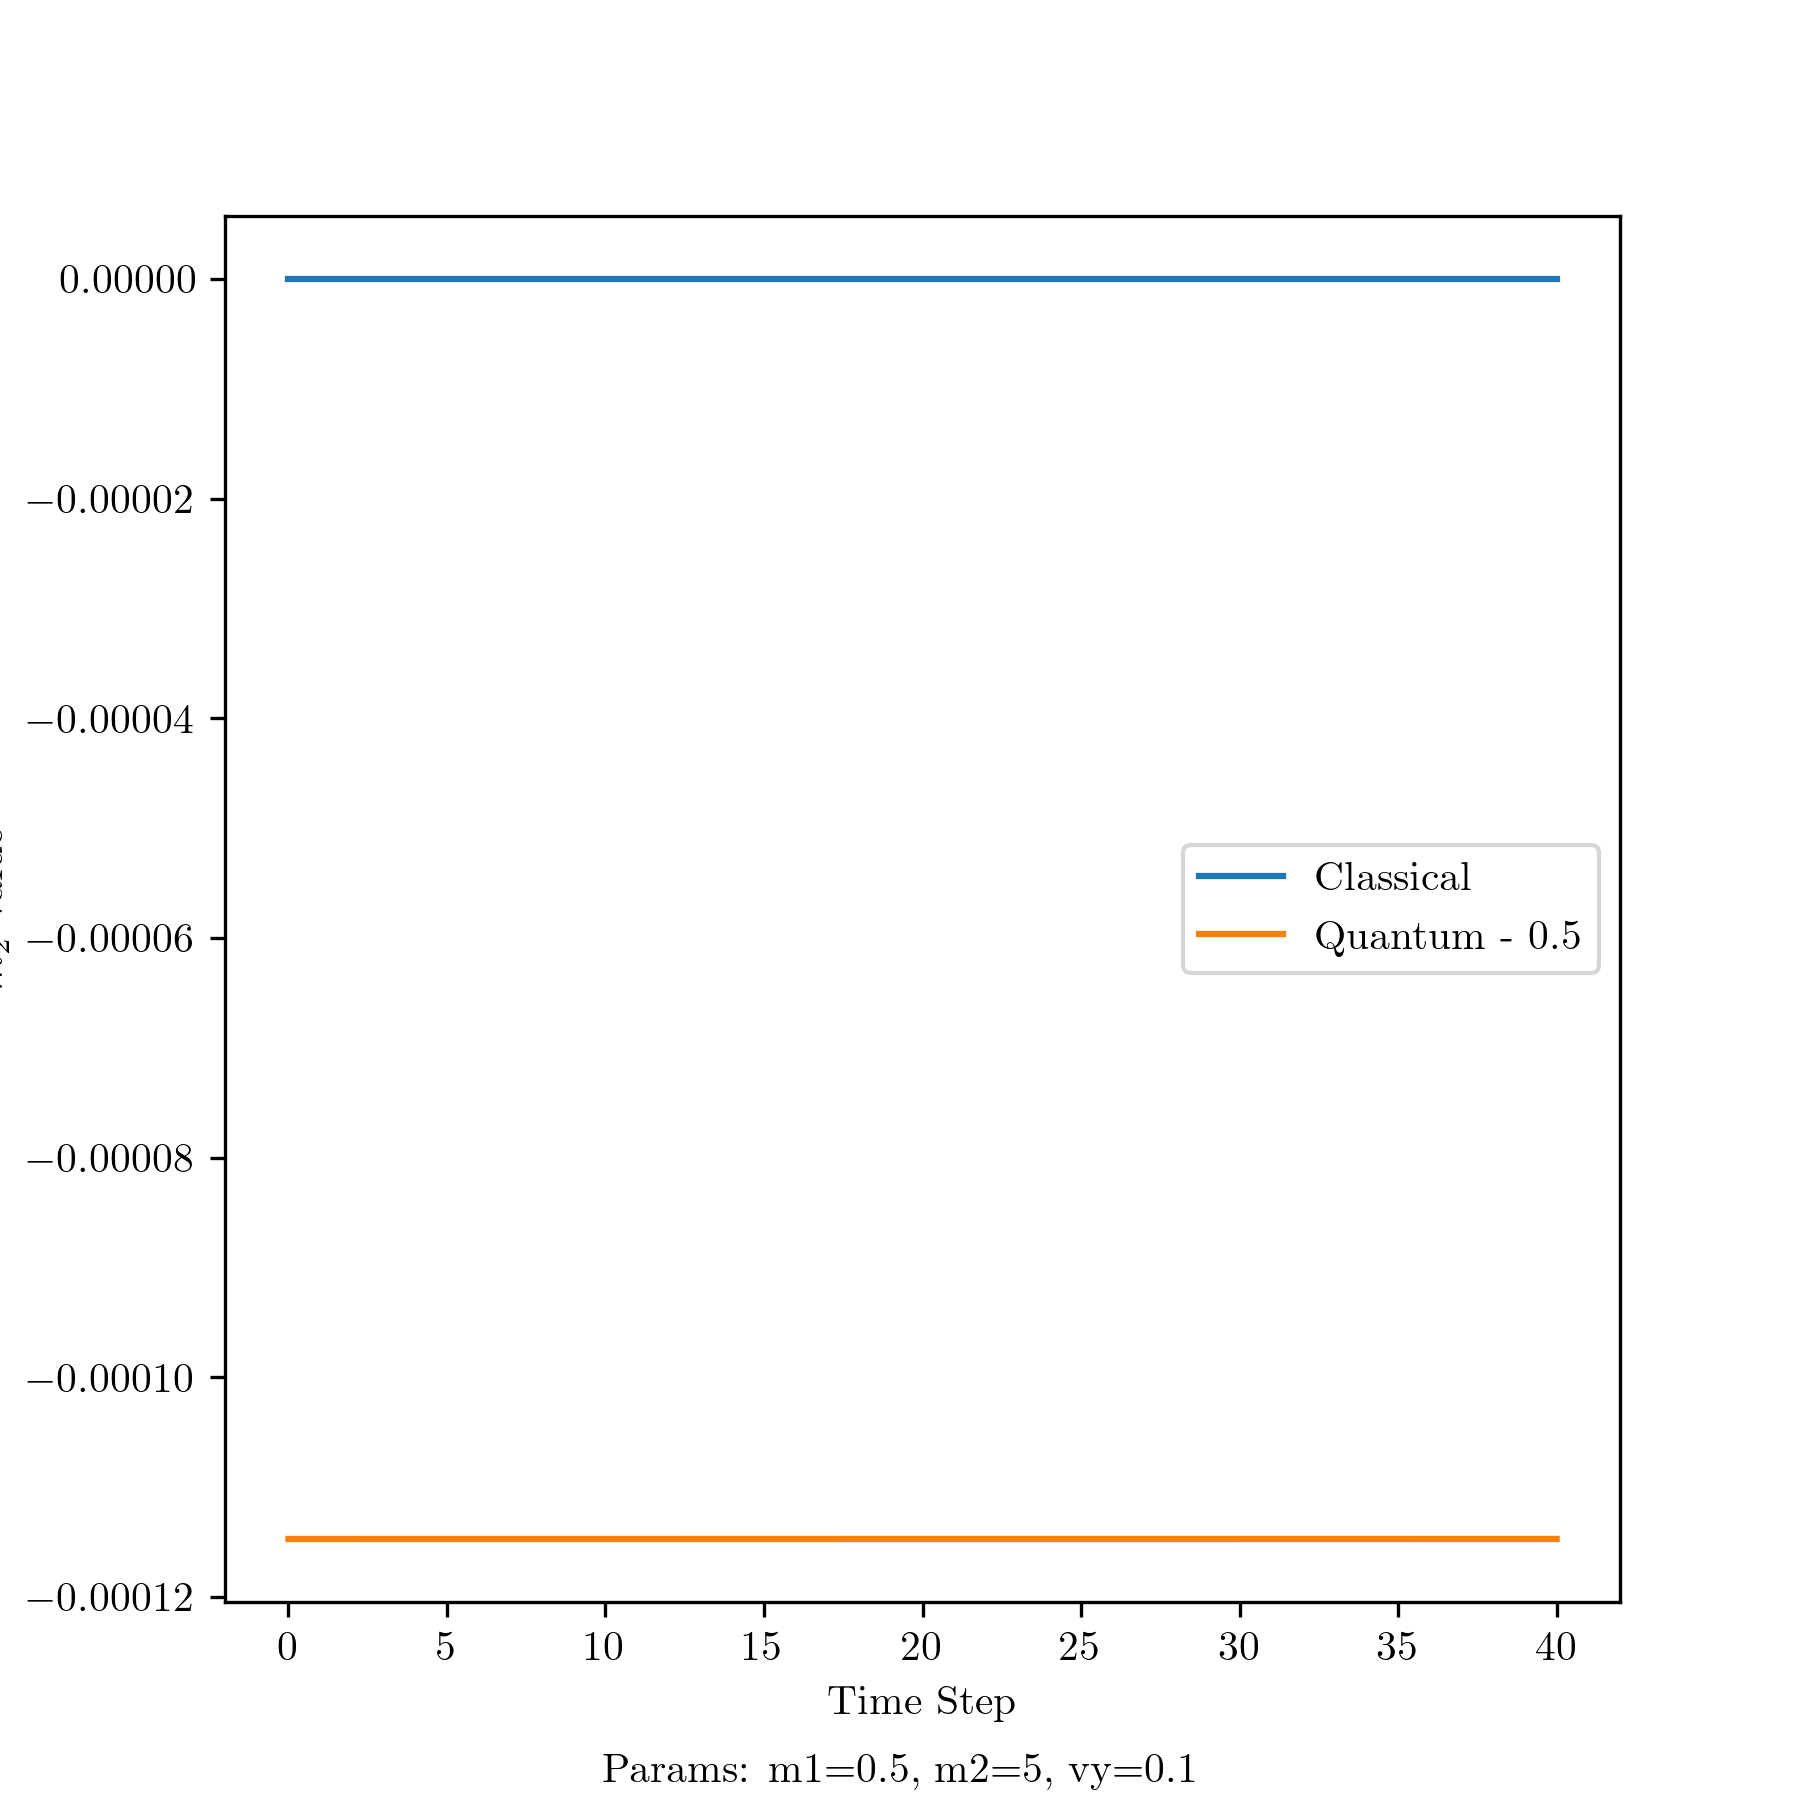 0.00000
−0.00002
−0.00004
−0.00006
−0.00008
−0.00010
−0.00012
Classical
Quantum - 0.5
0 5 10 15 20 25 30 35 40
Time Step
Params: m1=0.5, m2=5, vy=0.1